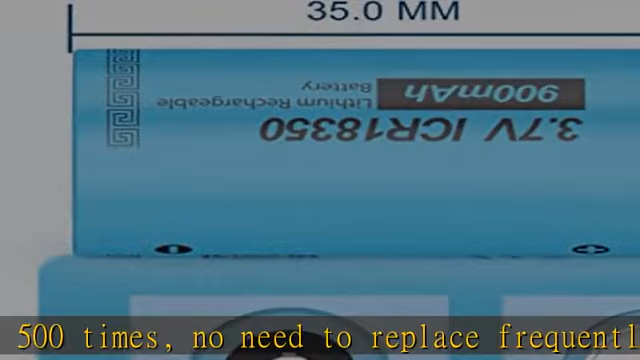 35.0 MM
900mAh
Lithium Rechargeable
Battery
3.7V ICR18350
500 times, no need to replace frequentl